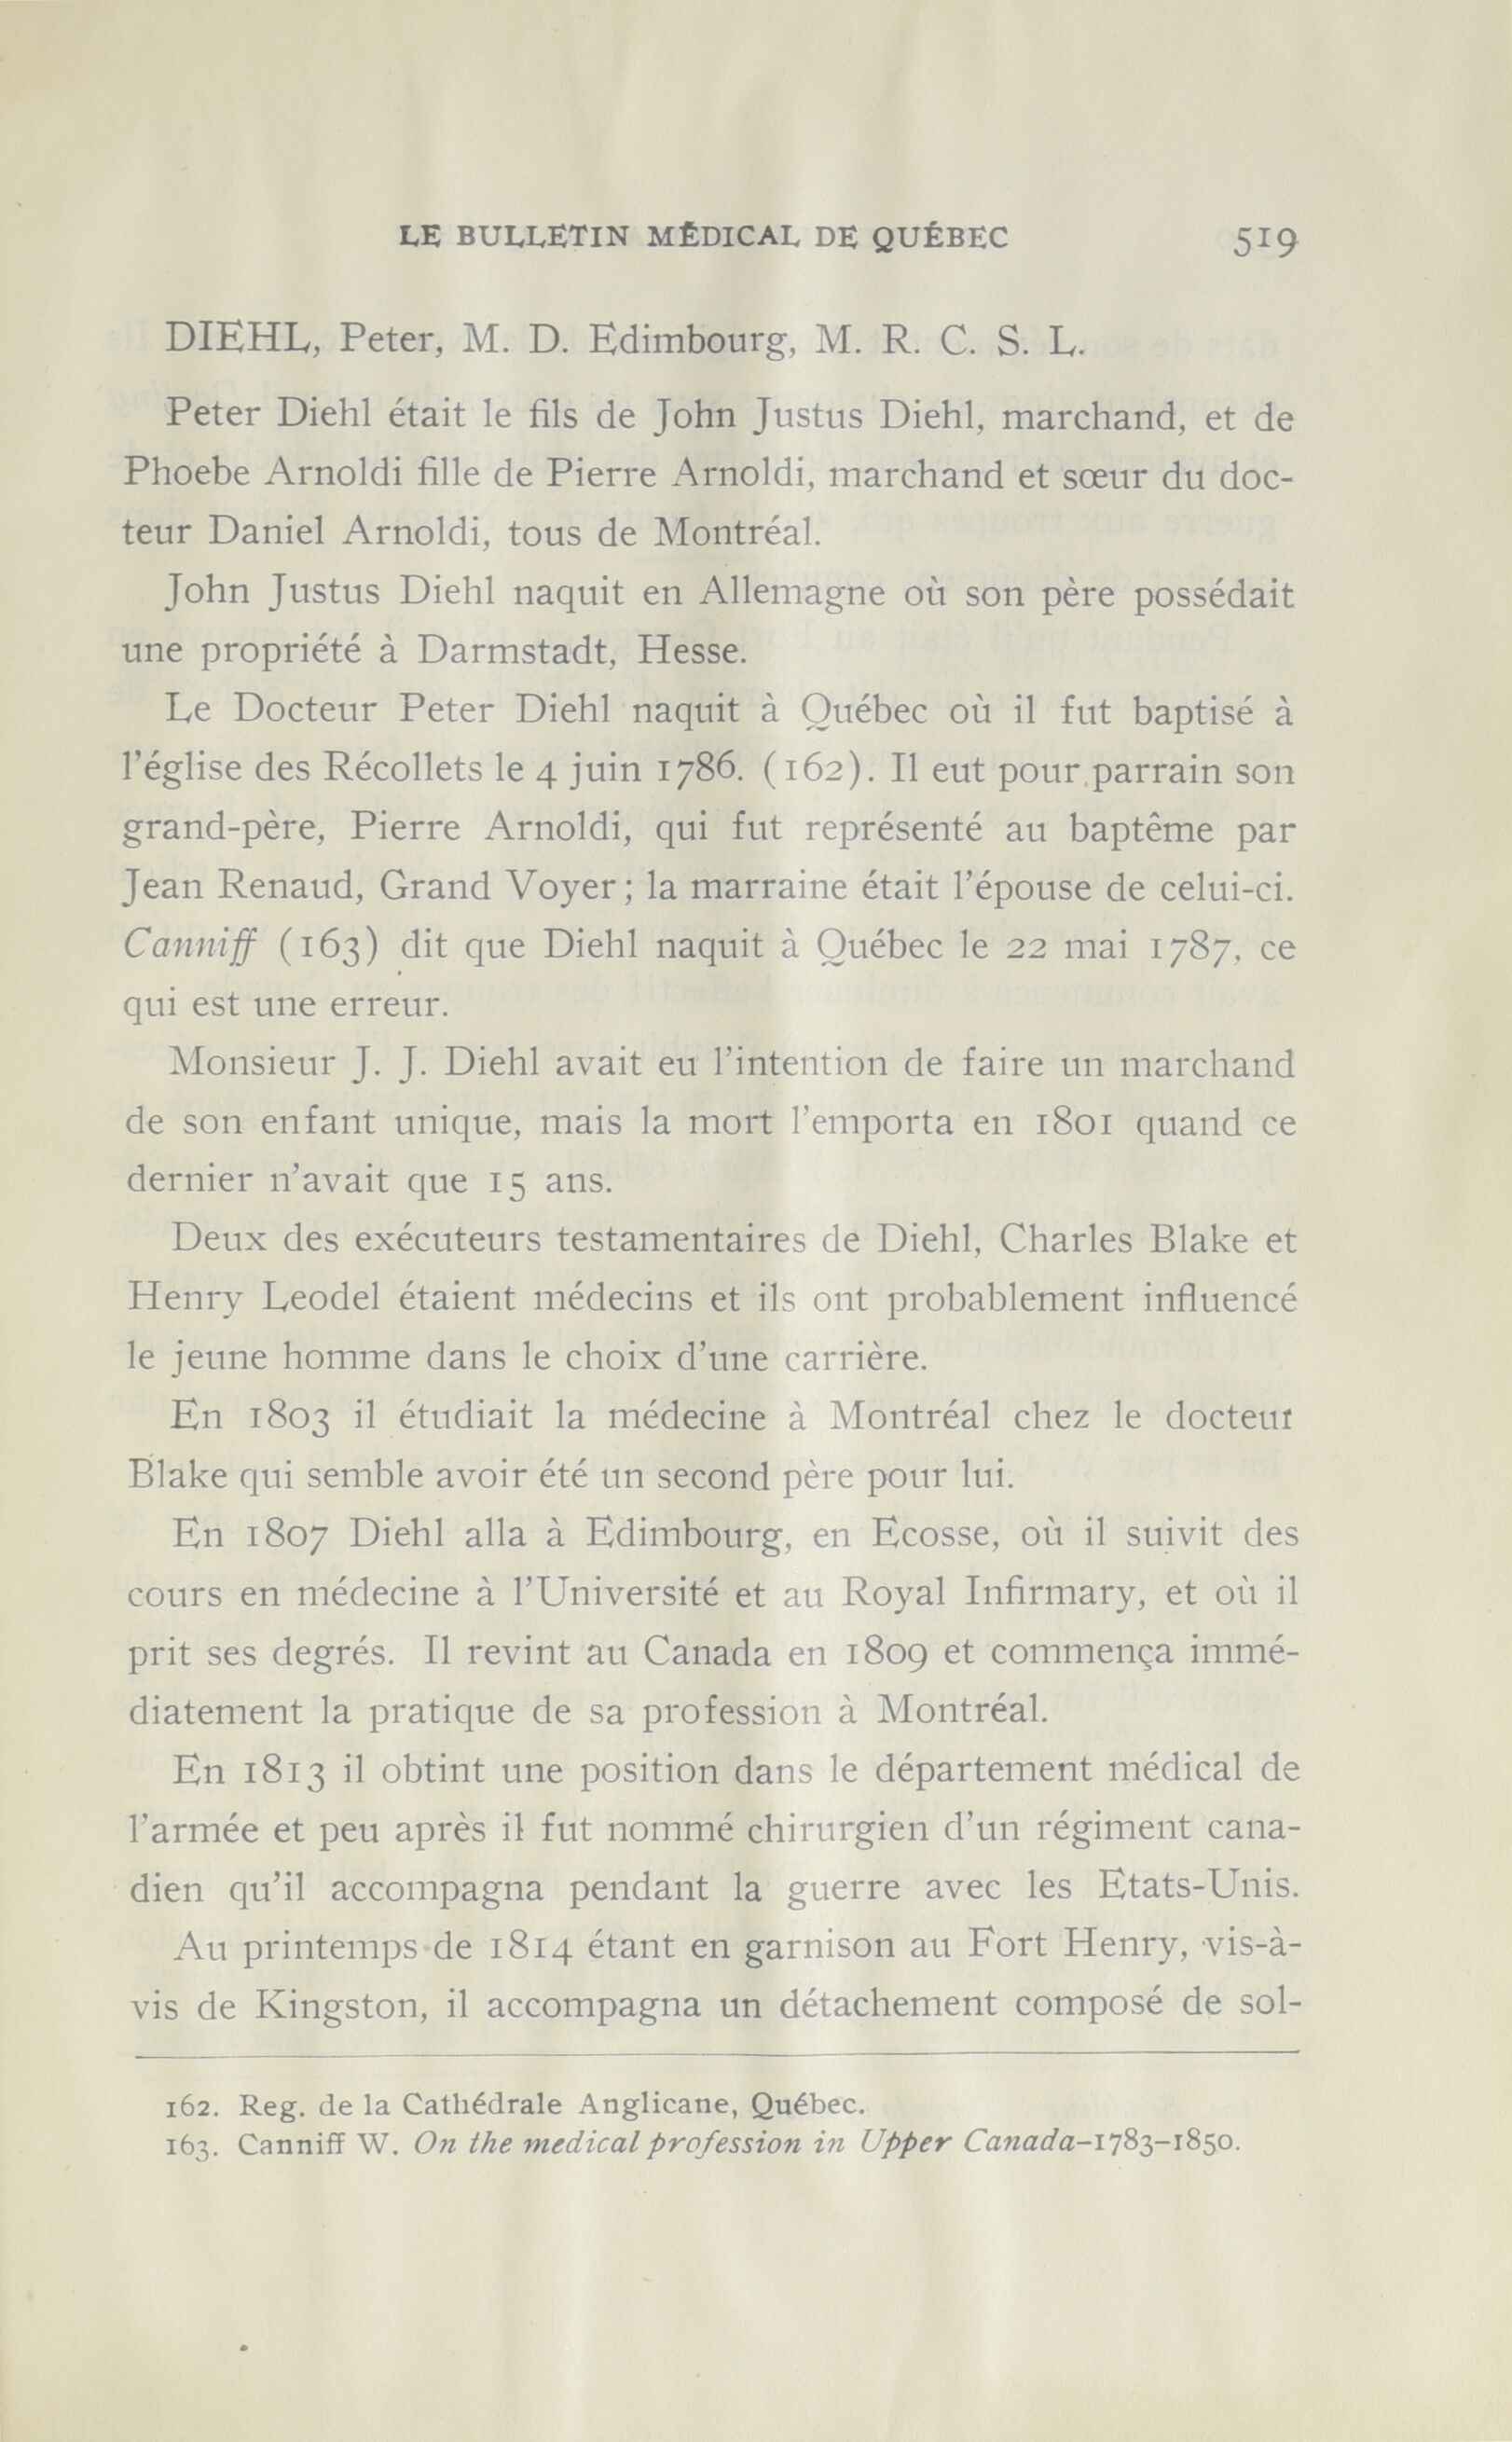 LE BULLETIN MÉDICAL DE QUÉBEC 519
DIEHL, Peter, M. D. Edimbourg, M. R. C. S. L.
Peter Diehl était le fils de John Justus Diehl, marchand, et de
Phoebe Arnoldi fille de Pierre Arnoldi, marchand et sœur du doc-
teur Daniel Arnoldi, tous de Montréal.
John Justus Diehl naquit en Allemagne où son père possédait
une propriété à Darmstadt, Hesse.
Le Docteur Peter Diehl naquit à Québec où il fut baptisé à
l'église des Récollets le 4 juin 1786. (162). Il eut pour parrain son
grand-père, Pierre Arnoldi, qui fut représenté au baptême par
Jean Renaud, Grand Voyer; la marraine était l'épouse de celui-ci.
Canniff (163) dit que Diehl naquit à Québec le 22 mai 1787, ce
qui est une erreur.
Monsieur J. J. Diehl avait eu l'intention de faire un marchand
de son enfant unique, mais la mort l'emporta en 1801 quand ce
dernier n'avait que 15 ans.
Deux des exécuteurs testamentaires de Diehl, Charles Blake et
Henry Leodel étaient médecins et ils ont probablement influencé
le jeune homme dans le choix d'une carrière.
En 1803 il étudiait la médecine à Montréal chez le docteur
Blake qui semble avoir été un second père pour lui.
En 1807 Diehl alla à Edimbourg, en Ecosse, où il suivit des
cours en médecine à l'Université et au Royal Infirmary, et où il
prit ses degrés. Il revint au Canada en 1809 et commença immé-
diatement la pratique de sa profession à Montréal.
En 1813 il obtint une position dans le département médical de
l'armée et peu après il fut nommé chirurgien d'un régiment cana-
dien qu'il accompagna pendant la guerre avec les Etats-Unis.
Au printemps de 1814 étant en garnison au Fort Henry, vis-à-
vis de Kingston, il accompagna un détachement composé de sol-
162. Reg. de la Cathédrale Anglicane, Québec.
163. Canniff W. On the medical profession in Upper Canada-1783-1850.